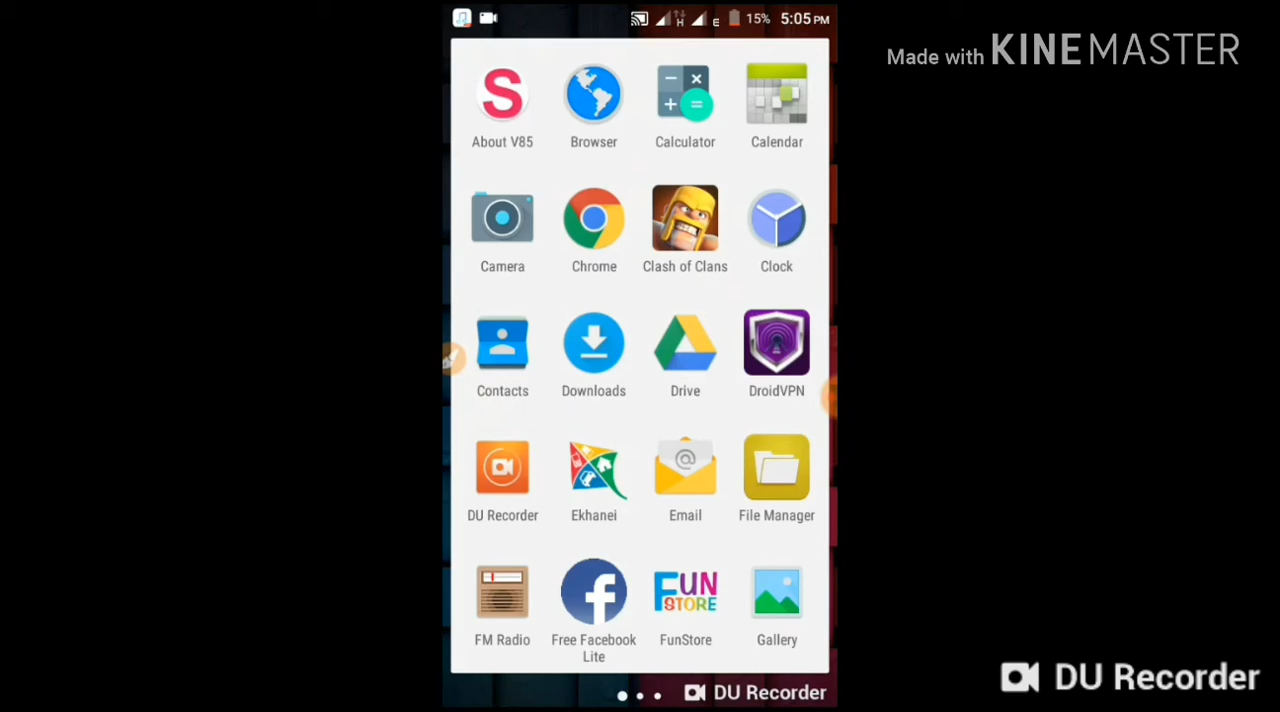 15% 5:05 PM
Made with KINEMASTER
About V85 Browser Calculator Calendar
Camera Chrome Clash of Clans Clock
Contacts Downloads Drive DroidVPN
DU Recorder Ekhanei Email File Manager
FUN
STORE
FM Radio Free Facebook Lite FunStore Gallery
DU Recorder
DU Recorder